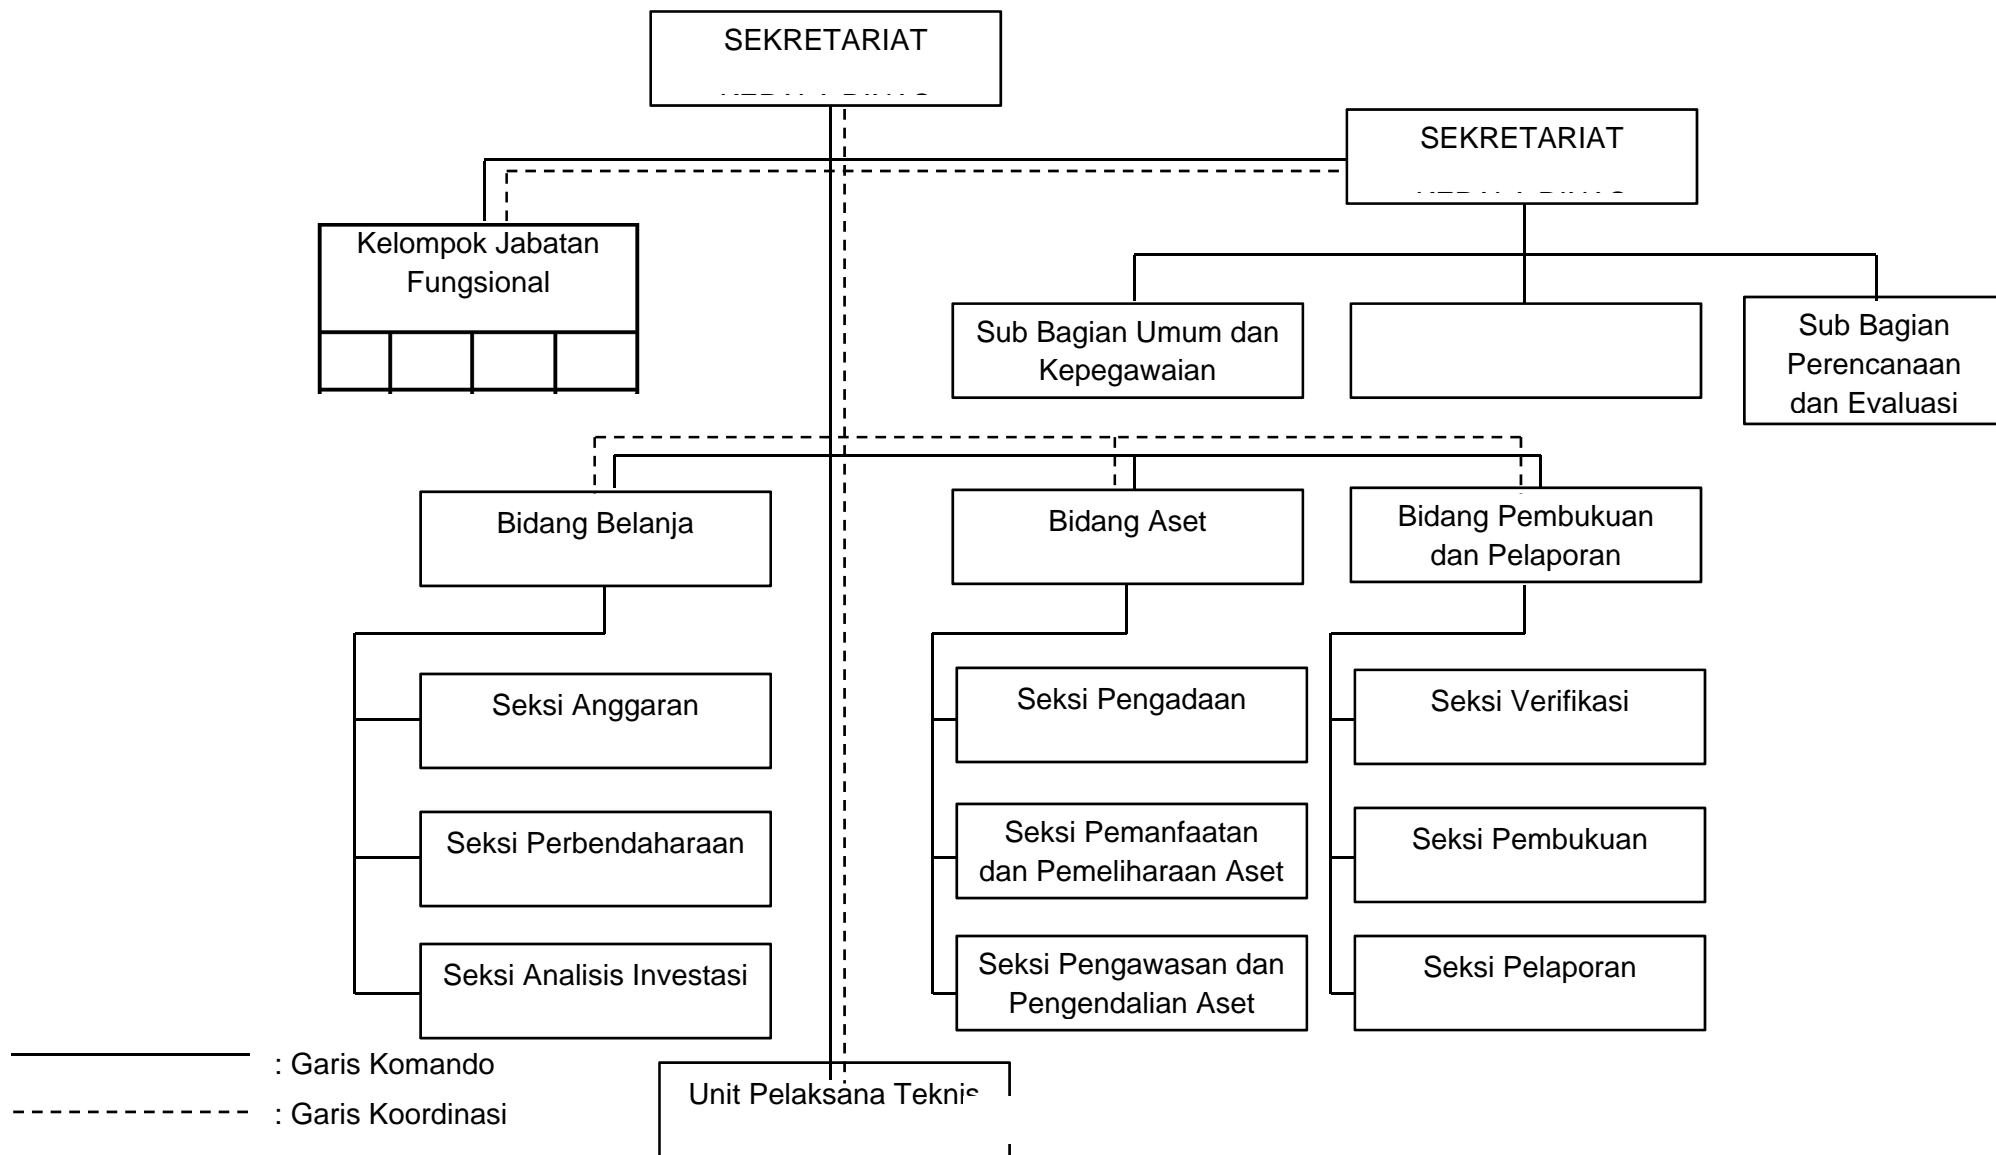 SEKRETARIAT
SEKRETARIAT
Kelompok Jabatan
Fungsional
Sub Bagian Umum dan
Kepegawaian
Sub Bagian
Perencanaan
dan Evaluasi
Bidang Belanja
Bidang Aset
Bidang Pembukuan
dan Pelaporan
Seksi Anggaran
Seksi Pengadaan
Seksi Verifikasi
Seksi Perbendaharaan
Seksi Pemanfaatan
dan Pemeliharaan Aset
Seksi Pembukuan
Seksi Analisis Investasi
Seksi Pengawasan dan
Pengendalian Aset
Seksi Pelaporan
: Garis Komando
: Garis Koordinasi
Unit Pelaksana Teknis